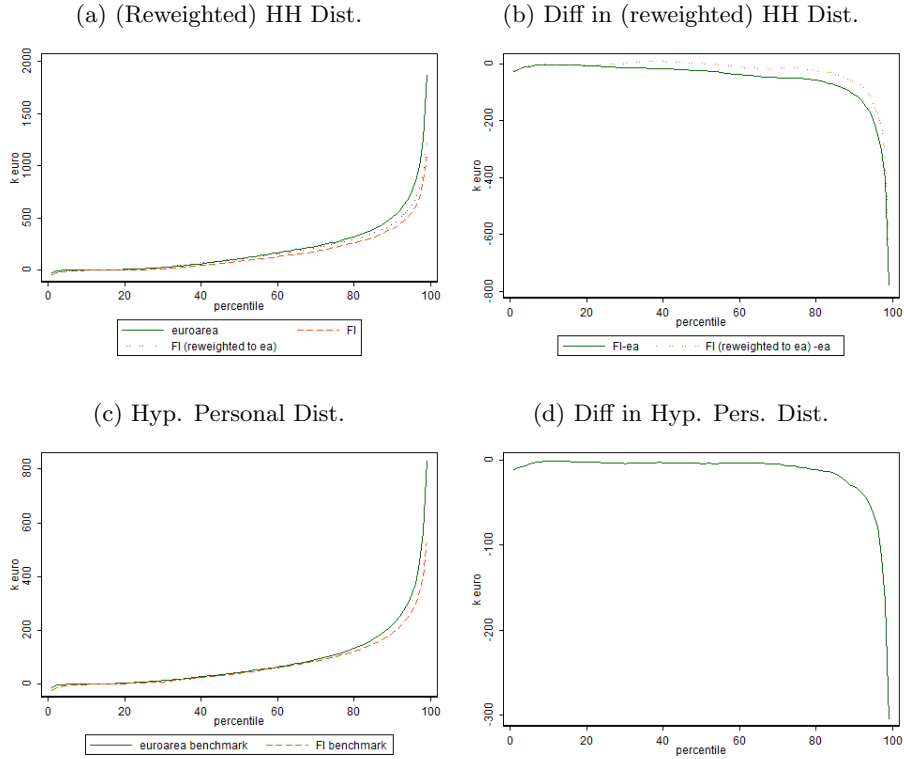 (a) (Reweighted) HH Dist.
k euro
2000
1500
1000
500
0
0 20 40 60 80 100
percentile
euroarea FI
FI (reweighted to ea)
(b) Diff in (reweighted) HH Dist.
k euro
0
-200
-400
-600
-800
0 20 40 60 80 100
percentile
FI-ea FI (reweighted to ea) -ea
(c) Hyp. Personal Dist.
k euro
800
600
400
200
0
0 20 40 60 80 100
percentile
euroarea benchmark FI benchmark
(d) Diff in Hyp. Pers. Dist.
k euro
0
-100
-200
-300
0 20 40 60 80 100
percentile